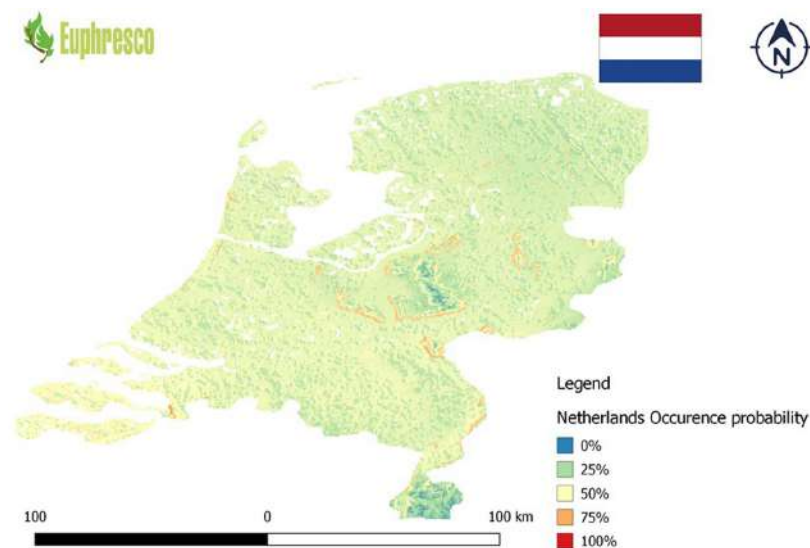 Euphresco
N
Legend
Netherlands Occurence probability
0%
25%
50%
75%
100%
100 0 100 km